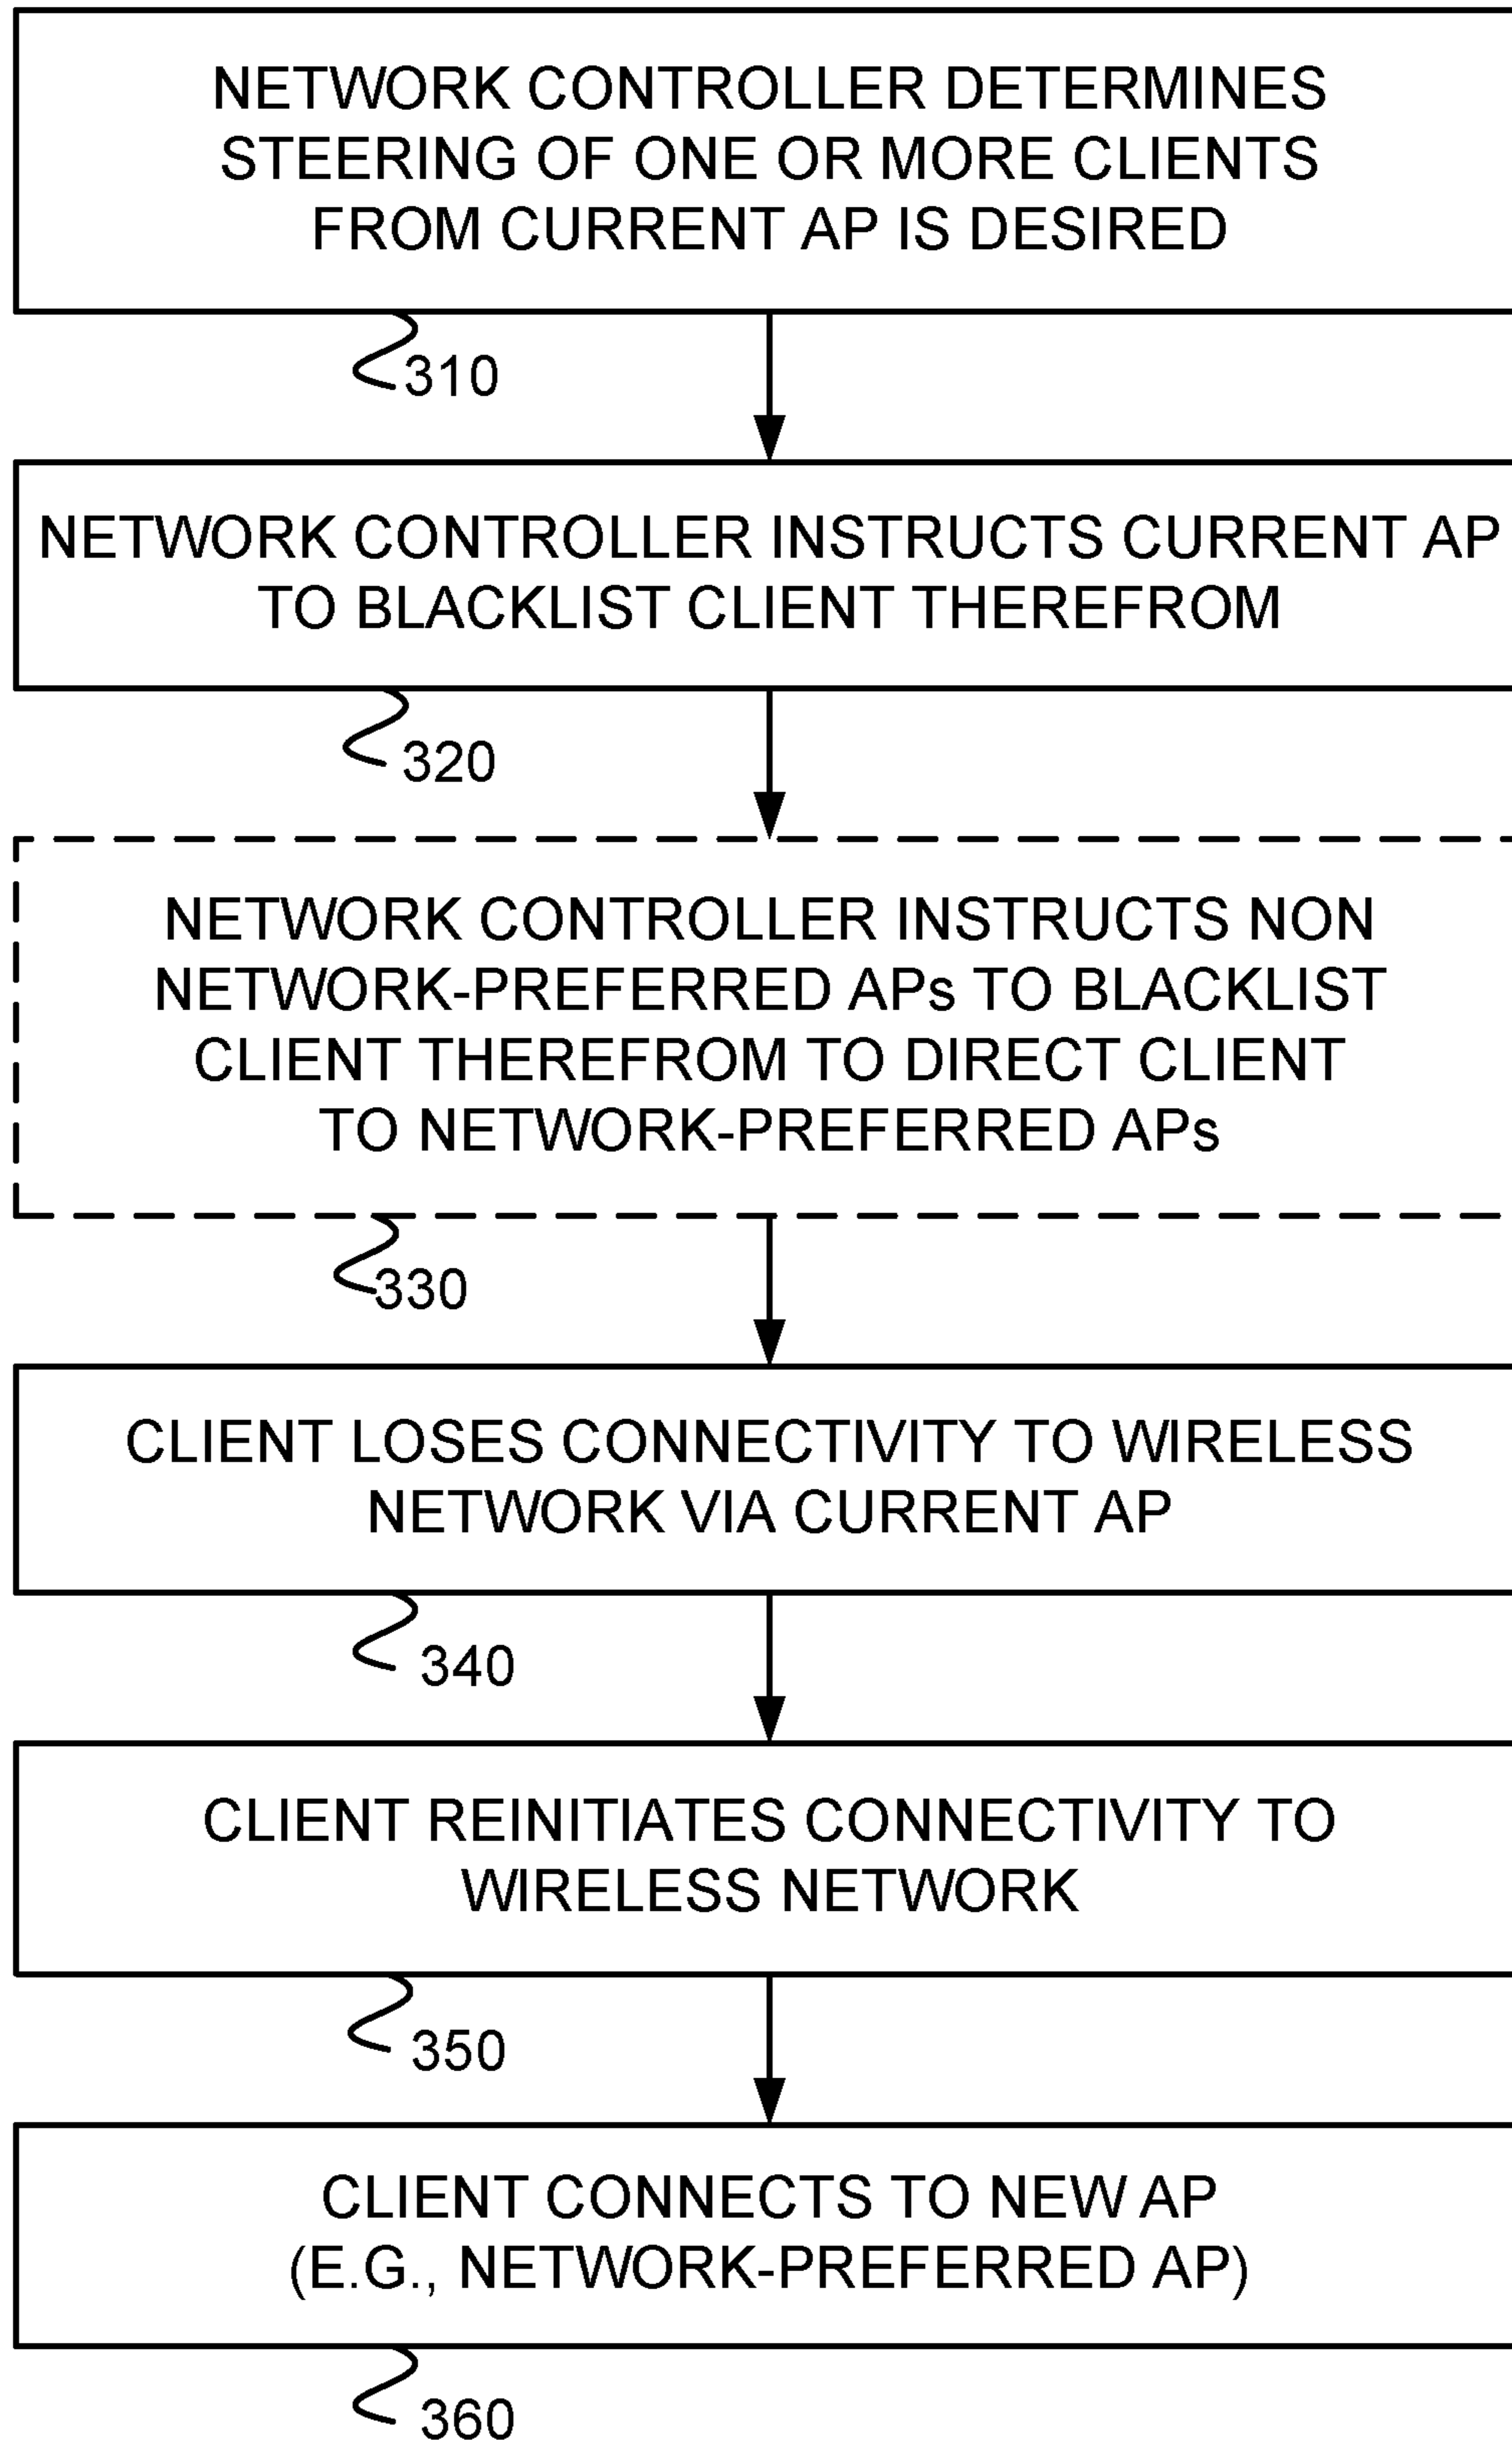 NETWORK CONTROLLER DETERMINES
STEERING OF ONE OR MORE CLIENTS
FROM CURRENT AP IS DESIRED
310
NETWORK CONTROLLER INSTRUCTS CURRENT AP
TO BLACKLIST CLIENT THEREFROM
320
NETWORK CONTROLLER INSTRUCTS NON
NETWORK-PREFERRED APs TO BLACKLIST
CLIENT THEREFROM TO DIRECT CLIENT
TO NETWORK-PREFERRED APs
330
CLIENT LOSES CONNECTIVITY TO WIRELESS
NETWORK VIA CURRENT AP
340
CLIENT REINITIATES CONNECTIVITY TO
WIRELESS NETWORK
350
CLIENT CONNECTS TO NEW AP
(E.G., NETWORK-PREFERRED AP)
360